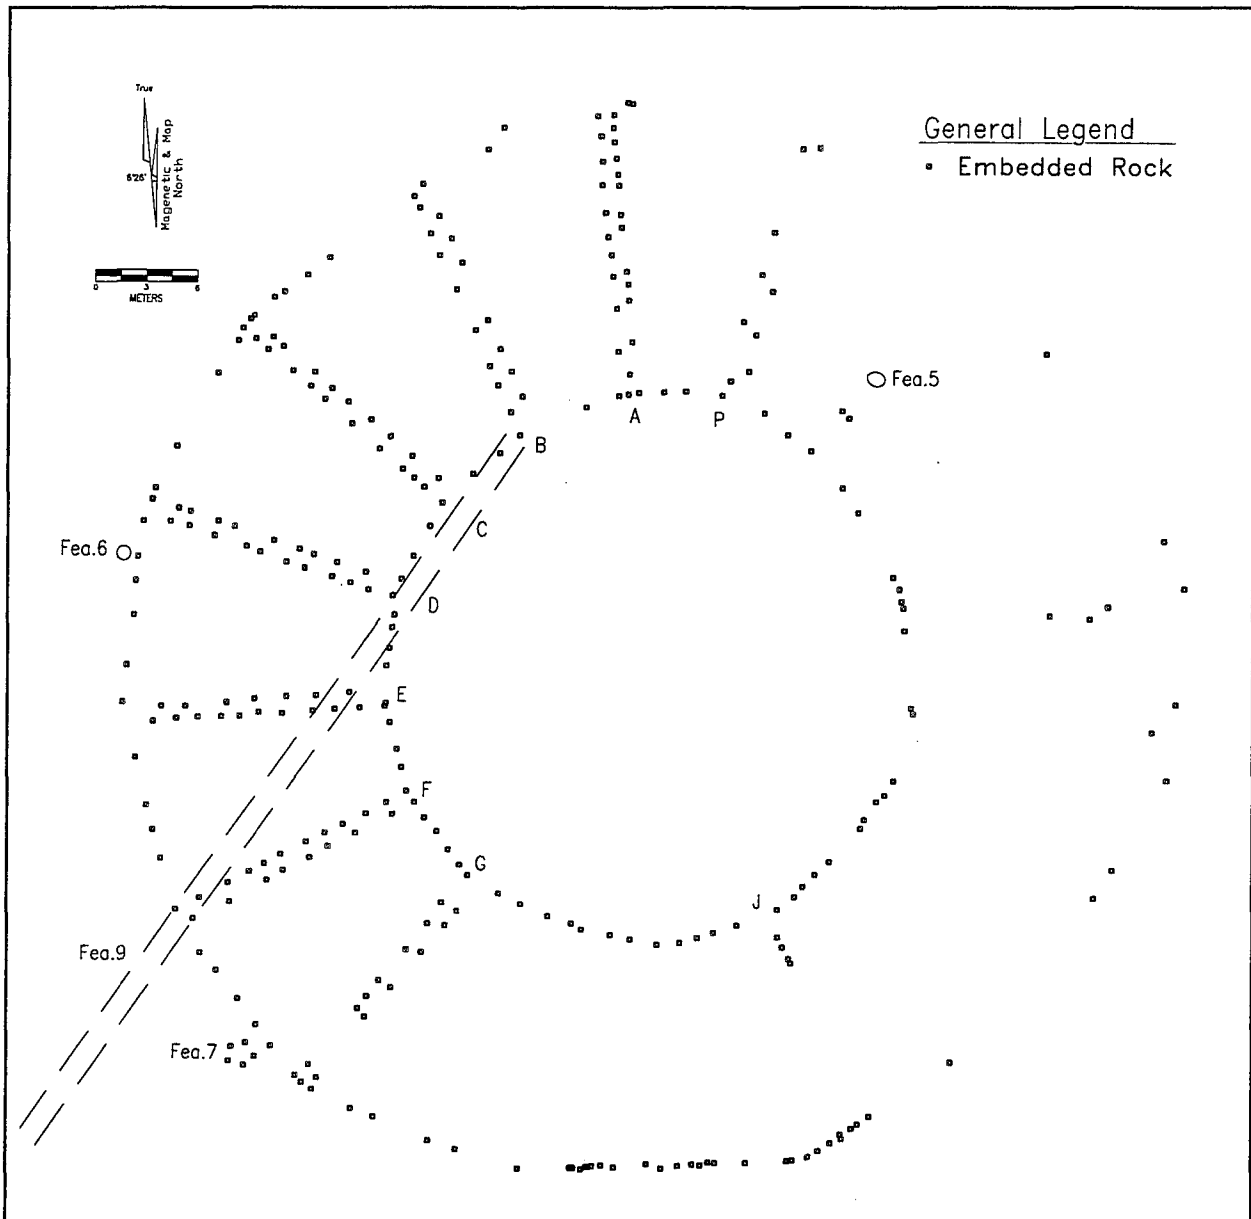 True
General Legend
Embedded Rock
6°26'
Magenetic & Map
North
0 3 6
METERS
A
P
Fea.5
B
C
Fea.6
D
E
F
G
J
Fea.9
Fea.7